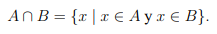 A ∩ B = {x | x ∈ A y x ∈ B}.